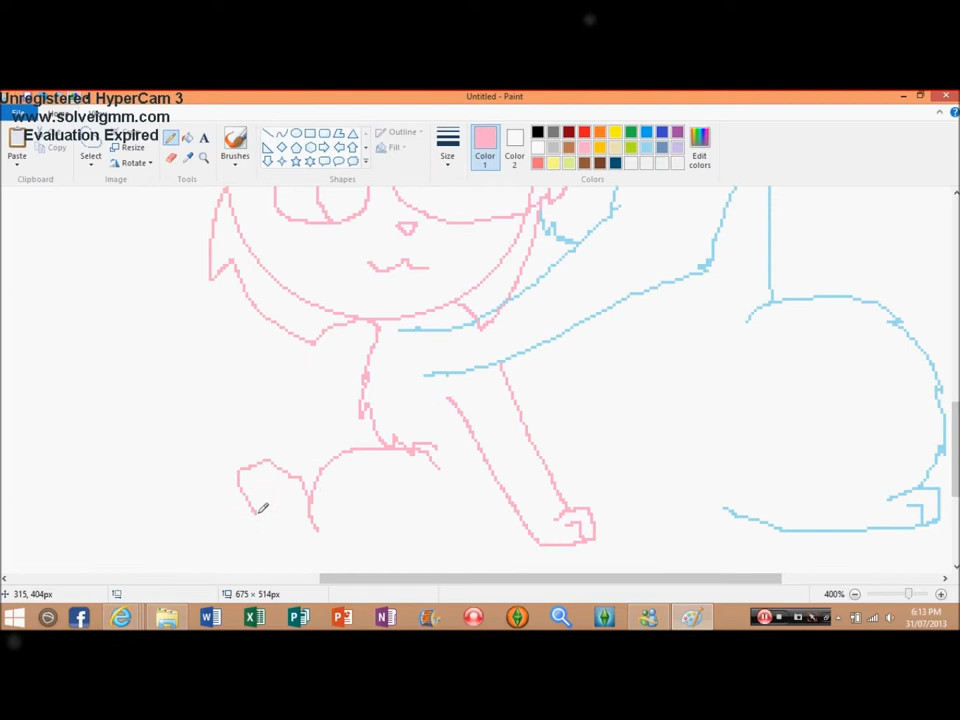 Untitled - Paint
Unregistered HyperCam 3
www.solveigmm.com
Evaluation Expired
File
Paste
Copy
Select
Resize
Rotate
Brushes
Outline
Fill
Size
Color 1
Color 2
Edit colors
Clipboard
Image
Tools
Shapes
Colors
315, 404px
675 × 514px
400%
6:13 PM
31/07/2013